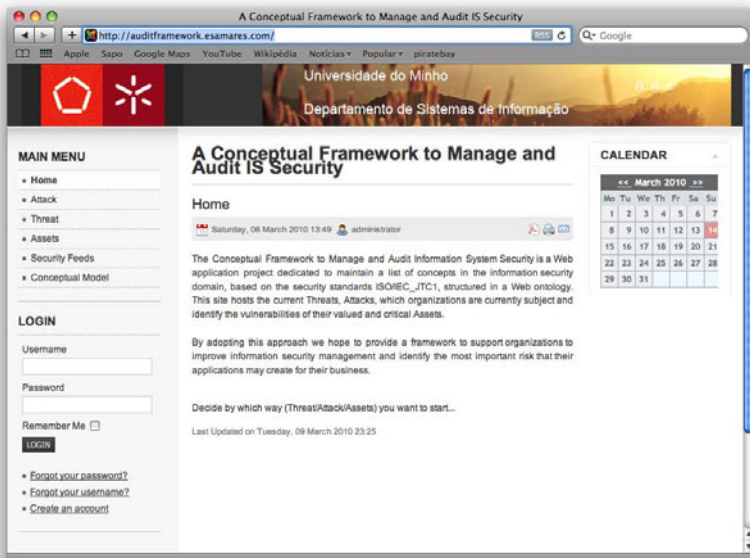 A Conceptual Framework to Manage and Audit IS Security
http://auditframework.esamares.com/
RSS
Google
Apple Sapo Google Maps YouTube Wikipédia Notícias Popular piratebay
Universidade do Minho
Departamento de Sistemas de Informação
MAIN MENU
Home
Attack
Threat
Assets
Security Feeds
Conceptual Model
LOGIN
Username
Password
Remember Me
LOGIN
Forgot your password?
Forgot your username?
Create an account
A Conceptual Framework to Manage and
Audit IS Security
Home
Saturday, 06 March 2010 13:49 administrator
The Conceptual Framework to Manage and Audit Information System Security is a Web
application project dedicated to maintain a list of concepts in the information security
domain, based on the security standards ISO/IEC_JTC1, structured in a Web ontology.
This site hosts the current Threats, Attacks, which organizations are currently subject and
identify the vulnerabilities of their valued and critical Assets.
By adopting this approach we hope to provide a framework to support organizations to
improve information security management and identify the most important risk that their
applications may create for their business.
Decide by which way (Threat/Attack/Assets) you want to start...
Last Updated on Tuesday, 09 March 2010 23:25
CALENDAR
<< March 2010 >>
Mo Tu We Th Fr Sa Su
1 2 3 4 5 6 7
8 9 10 11 12 13 14
15 16 17 18 19 20 21
22 23 24 25 26 27 28
29 30 31